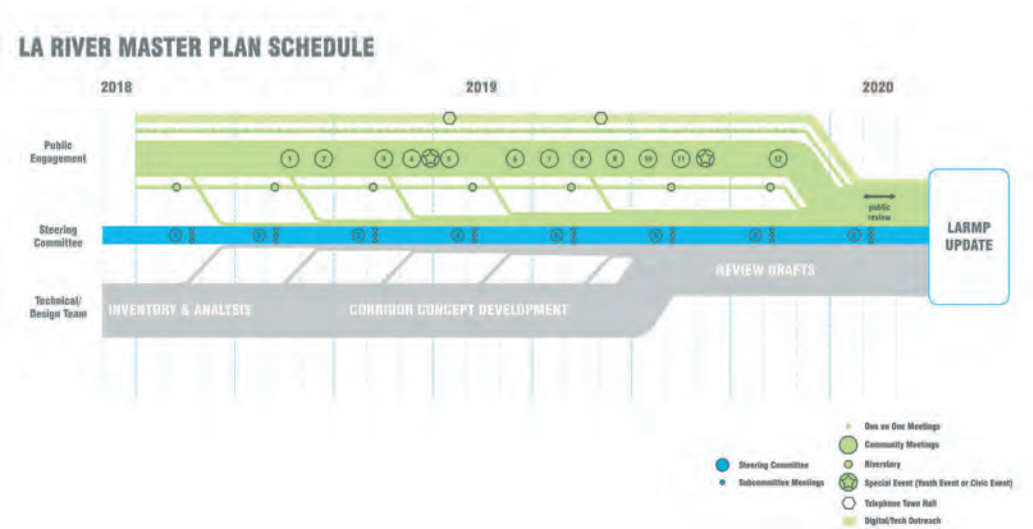 LA RIVER MASTER PLAN SCHEDULE
2018 2019 2020
Public
Engagement
1 2 3 4 5 6 7 8 9 10 11 12
public
review
Steering
Committee
LARMP
UPDATE
REVIEW DRAFTS
Technical/
Design Team
INVENTORY & ANALYSIS
CORRIDOR CONCEPT DEVELOPMENT
Steering Committee
Subcommittee Meetings
One on One Meetings
Community Meetings
Riverstory
Special Event (Youth Event or Civic Event)
Telephone Town Hall
Digital/Tech Outreach